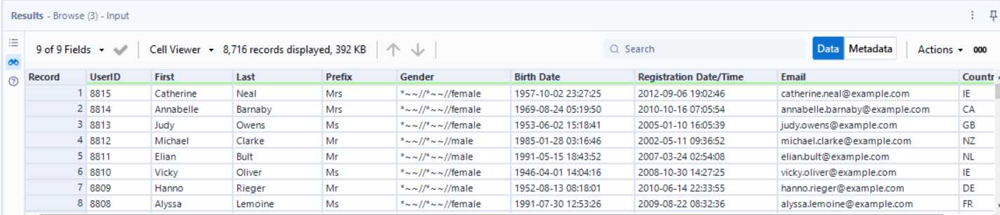 Results - Browse (3) - Input
9 of 9 Fields Cell Viewer 8,716 records displayed, 392 KB Search Data Metadata Actions 000
Record UserID First Last Prefix Gender Birth Date Registration Date/Time Email Countr
1 8815 Catherine Neal Mrs *~~//*~~//female 1957-10-02 23:27:25 2012-09-06 19:02:46 catherine.neal@example.com IE
2 8814 Annabelle Barnaby Mrs *~~//*~~//female 1969-08-24 05:19:50 2010-10-16 07:05:54 annabelle.barnaby@example.com CA
3 8813 Judy Owens Ms *~~//*~~//female 1953-06-02 15:18:41 2005-01-10 16:05:39 judy.owens@example.com GB
4 8812 Michael Clarke Mr *~~//*~~//male 1985-01-28 03:16:46 2002-05-11 09:36:52 michael.clarke@example.com NZ
5 8811 Elian Bult Mr *~~//*~~//male 1991-05-15 18:43:52 2007-03-24 02:54:08 elian.bult@example.com NL
6 8810 Vicky Oliver Ms *~~//*~~//female 1946-04-01 14:04:16 2008-10-30 14:27:25 vicky.oliver@example.com IE
7 8809 Hanno Rieger Mr *~~//*~~//male 1952-08-13 08:18:01 2010-06-14 22:33:55 hanno.rieger@example.com DE
8 8808 Alyssa Lemoine Ms *~~//*~~//female 1991-07-30 12:53:26 2009-08-22 08:32:36 alyssa.lemoine@example.com FR